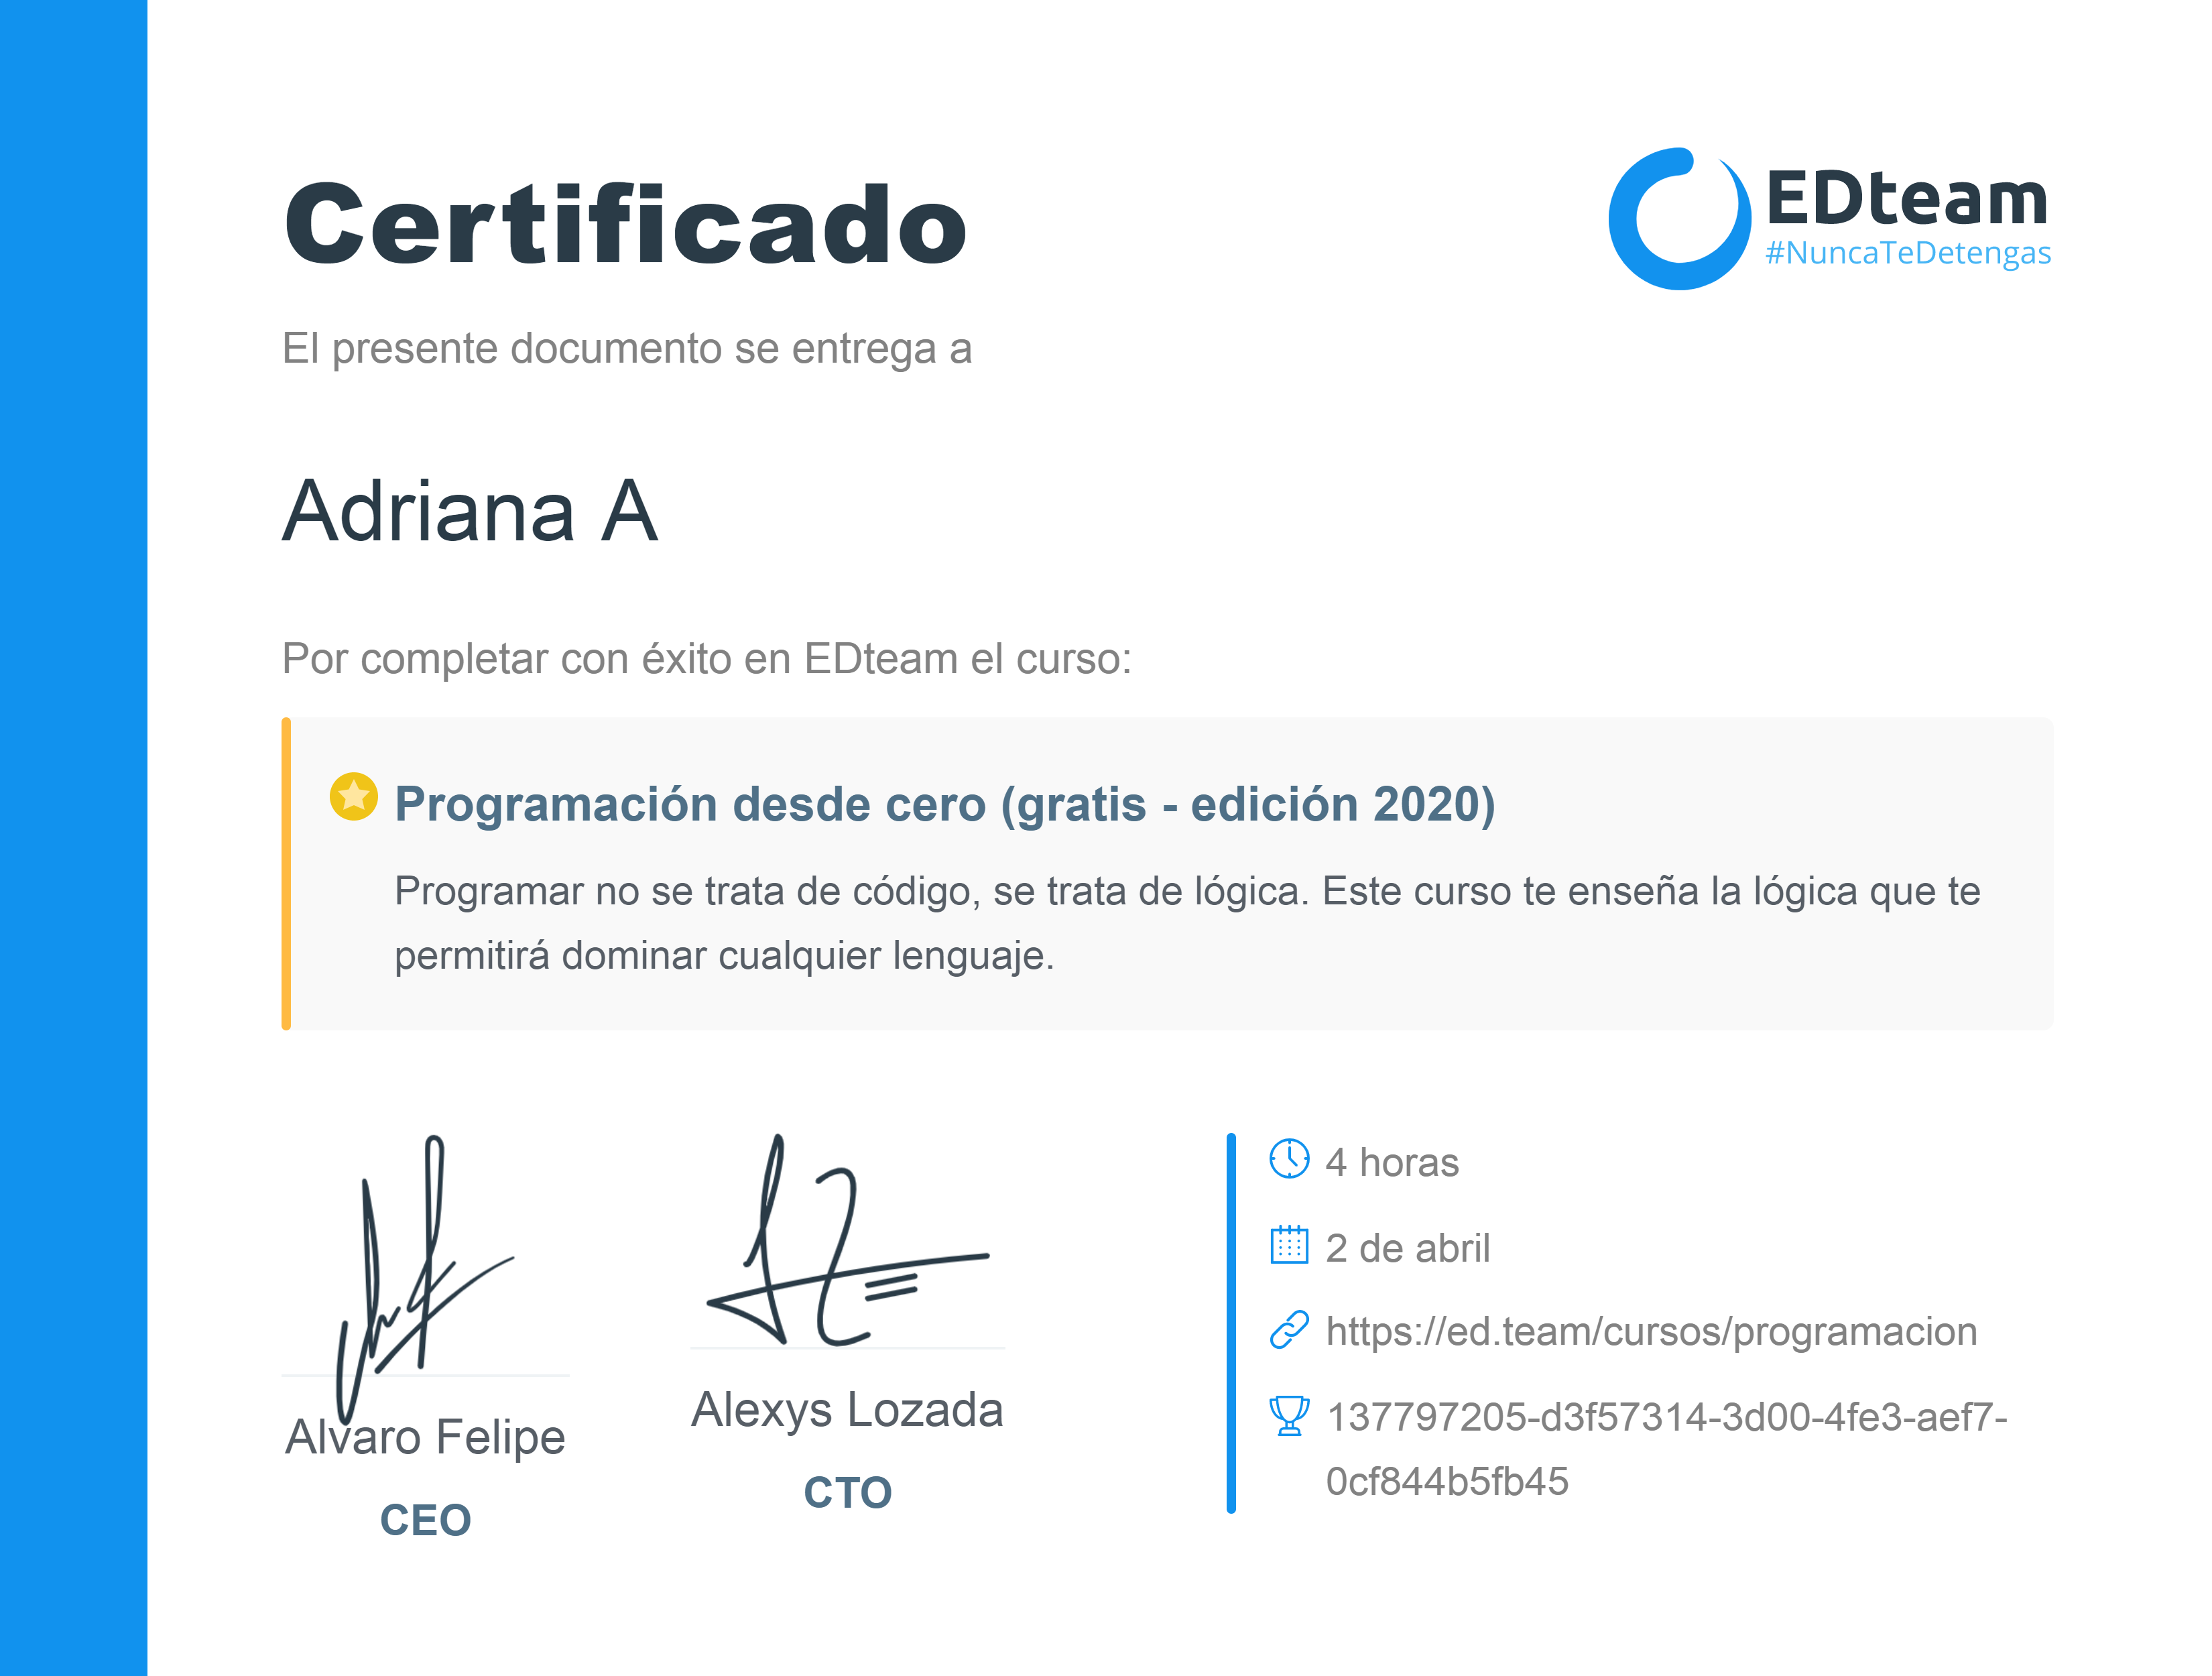 Certificado
EDteam
#NuncaTeDetengas
El presente documento se entrega a
Adriana A
Por completar con éxito en EDteam el curso:
Programación desde cero (gratis - edición 2020)
Programar no se trata de código, se trata de lógica. Este curso te enseña la lógica que te
permitirá dominar cualquier lenguaje.
Alvaro Felipe
CEO
Alexys Lozada
CTO
4 horas
2 de abril
https://ed.team/cursos/programacion
137797205-d3f57314-3d00-4fe3-aef7-
0cf844b5fb45